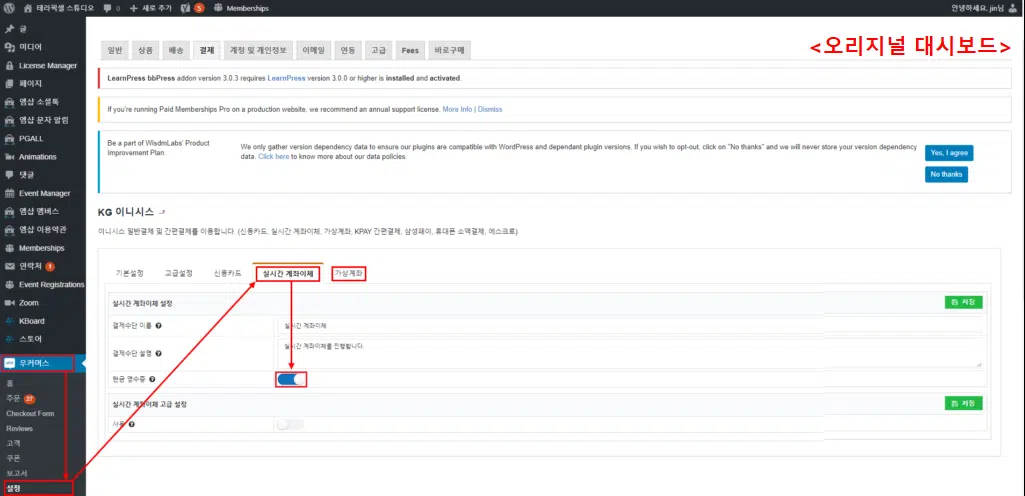 테라픽셀 스튜디오 0 + 새로 추가 5 Memberships
안녕하세요, jin님
글
미디어
License Manager
페이지
엠샵 소셜톡
엠샵 문자 알림
PGALL
Animations
댓글
Event Manager
엠샵 멤버스
엠샵 이용약관
Memberships
연락처 1
Event Registrations
Zoom
KBoard
스토어
우커머스
홈
주문 27
Checkout Form
Reviews
고객
쿠폰
보고서
설정
<오리지널 대시보드>
일반 상품 배송 결제 계정 및 개인정보 이메일 연동 고급 Fees 바로구매
LearnPress bbPress addon version 3.0.3 requires LearnPress version 3.0.0 or higher is installed and activated.
If you're running Paid Memberships Pro on a production website, we recommend an annual support license. More Info | Dismiss
Be a part of WisdmLabs' Product
Improvement Plan
We only gather version dependency data to ensure our plugins are compatible with WordPress and dependant plugin versions. If you wish to opt-out, click on "No thanks" and we will never store your version dependency
data. Click here to know more about our data policies.
Yes, I agree
No thanks
KG 이니시스
이니시스 일반결제 및 간편결제를 이용합니다. (신용카드, 실시간 계좌이체, 가상계좌, KPAY 간편결제, 삼성페이, 휴대폰 소액결제, 에스크로)
기본설정 고급설정 신용카드 실시간 계좌이체 가상계좌
실시간 계좌이체 설정 저장
결제수단 이름 실시간 계좌이체
결제수단 설명 실시간 계좌이체를 진행합니다.
현금 영수증
실시간 계좌이체 고급 설정 저장
사용